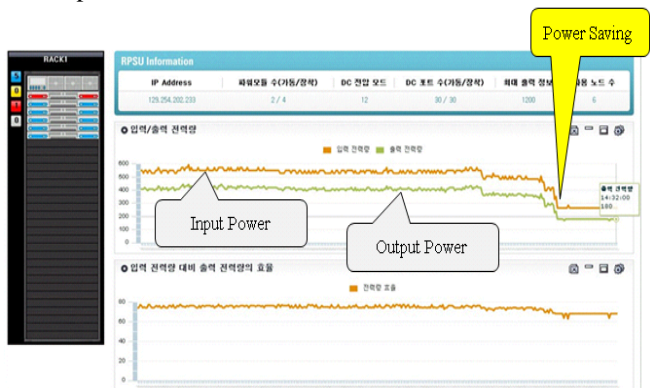 Power Saving
RACK1
5
0
1
0
RPSU Information
IP Address 파워모듈 수(가동/장착) DC 전압 모드 DC 포트 수(가동/장착) 최대 출력 정보 사용 노드 수
129.254.202.233 2 / 4 12 30 / 30 1200 6
입력/출력 전력량
입력 전력량 출력 전력량
600
500
400
300
200
100
0
출력 전력량
14:32:00
180
Input Power
Output Power
입력 전력량 대비 출력 전력량의 효율
전력량 효율
80
60
40
20
0